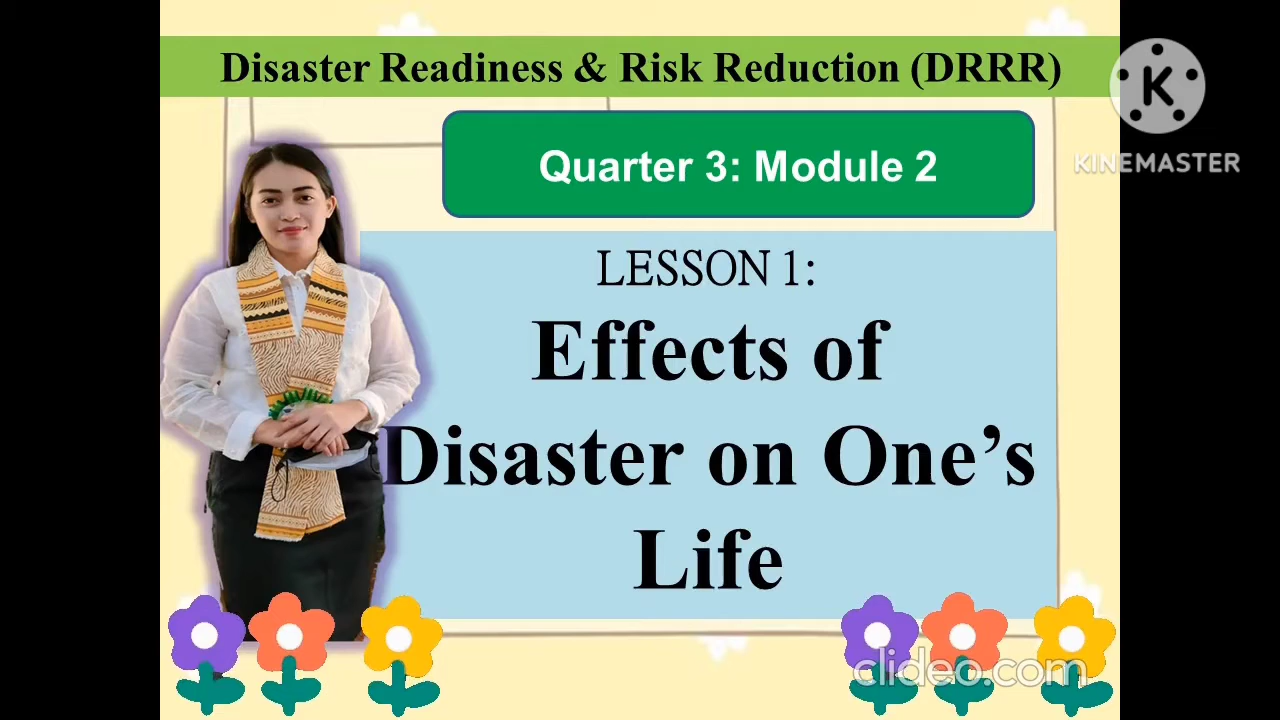 Disaster Readiness & Risk Reduction (DRRR)
K
KINEMASTER
Quarter 3: Module 2
LESSON 1:
Effects of
Disaster on One’s
Life
clideo.com